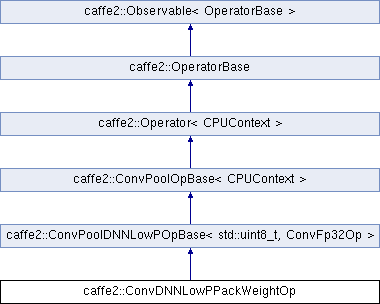 caffe2::Observable< OperatorBase >
caffe2::OperatorBase
caffe2::Operator< CPUContext >
caffe2::ConvPoolOpBase< CPUContext >
caffe2::ConvPoolDNNLowPOpBase< std::uint8_t, ConvFp32Op >
caffe2::ConvDNNLowPPackWeightOp